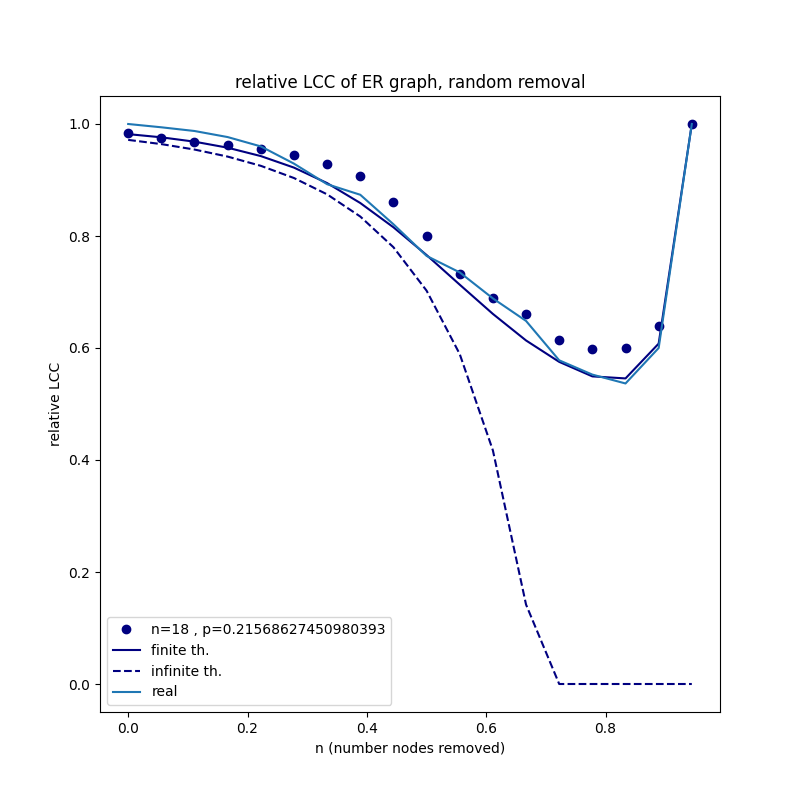 relative LCC of ER graph, random removal
1.0
0.8
0.6
0.4
0.2
0.0
relative LCC
n=18 , p=0.21568627450980393
finite th.
infinite th.
real
0.0 0.2 0.4 0.6 0.8
n (number nodes removed)